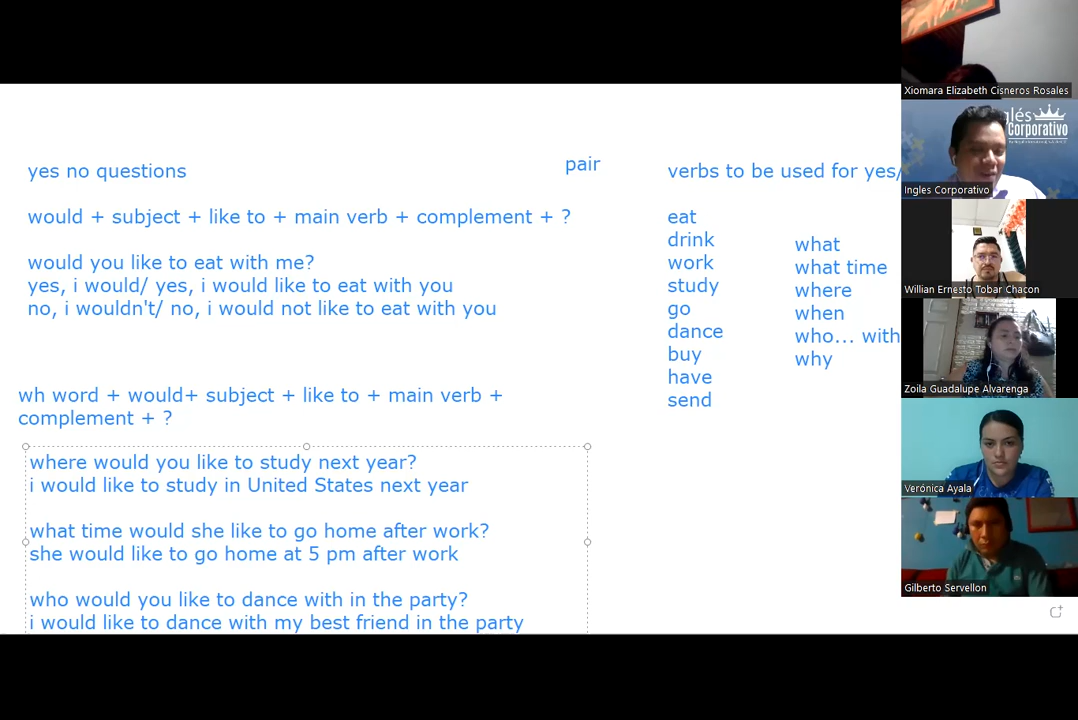 yes no questions
pair
verbs to be used for yes/
would + subject + like to + main verb + complement + ?
would you like to eat with me?
yes, i would/ yes, i would like to eat with you
no, i wouldn't/ no, i would not like to eat with you
eat
drink
work
study
go
dance
buy
have
send
what
what time
where
when
who... with
why
wh word + would+ subject + like to + main verb +
complement + ?
where would you like to study next year?
i would like to study in United States next year
what time would she like to go home after work?
she would like to go home at 5 pm after work
who would you like to dance with in the party?
i would like to dance with my best friend in the party
Xiomara Elizabeth Cisneros Rosales
glés
Corporativo
Ingles Corporativo
Willian Ernesto Tobar Chacon
Zoila Guadalupe Alvarenga
Verónica Ayala
Gilberto Servellon